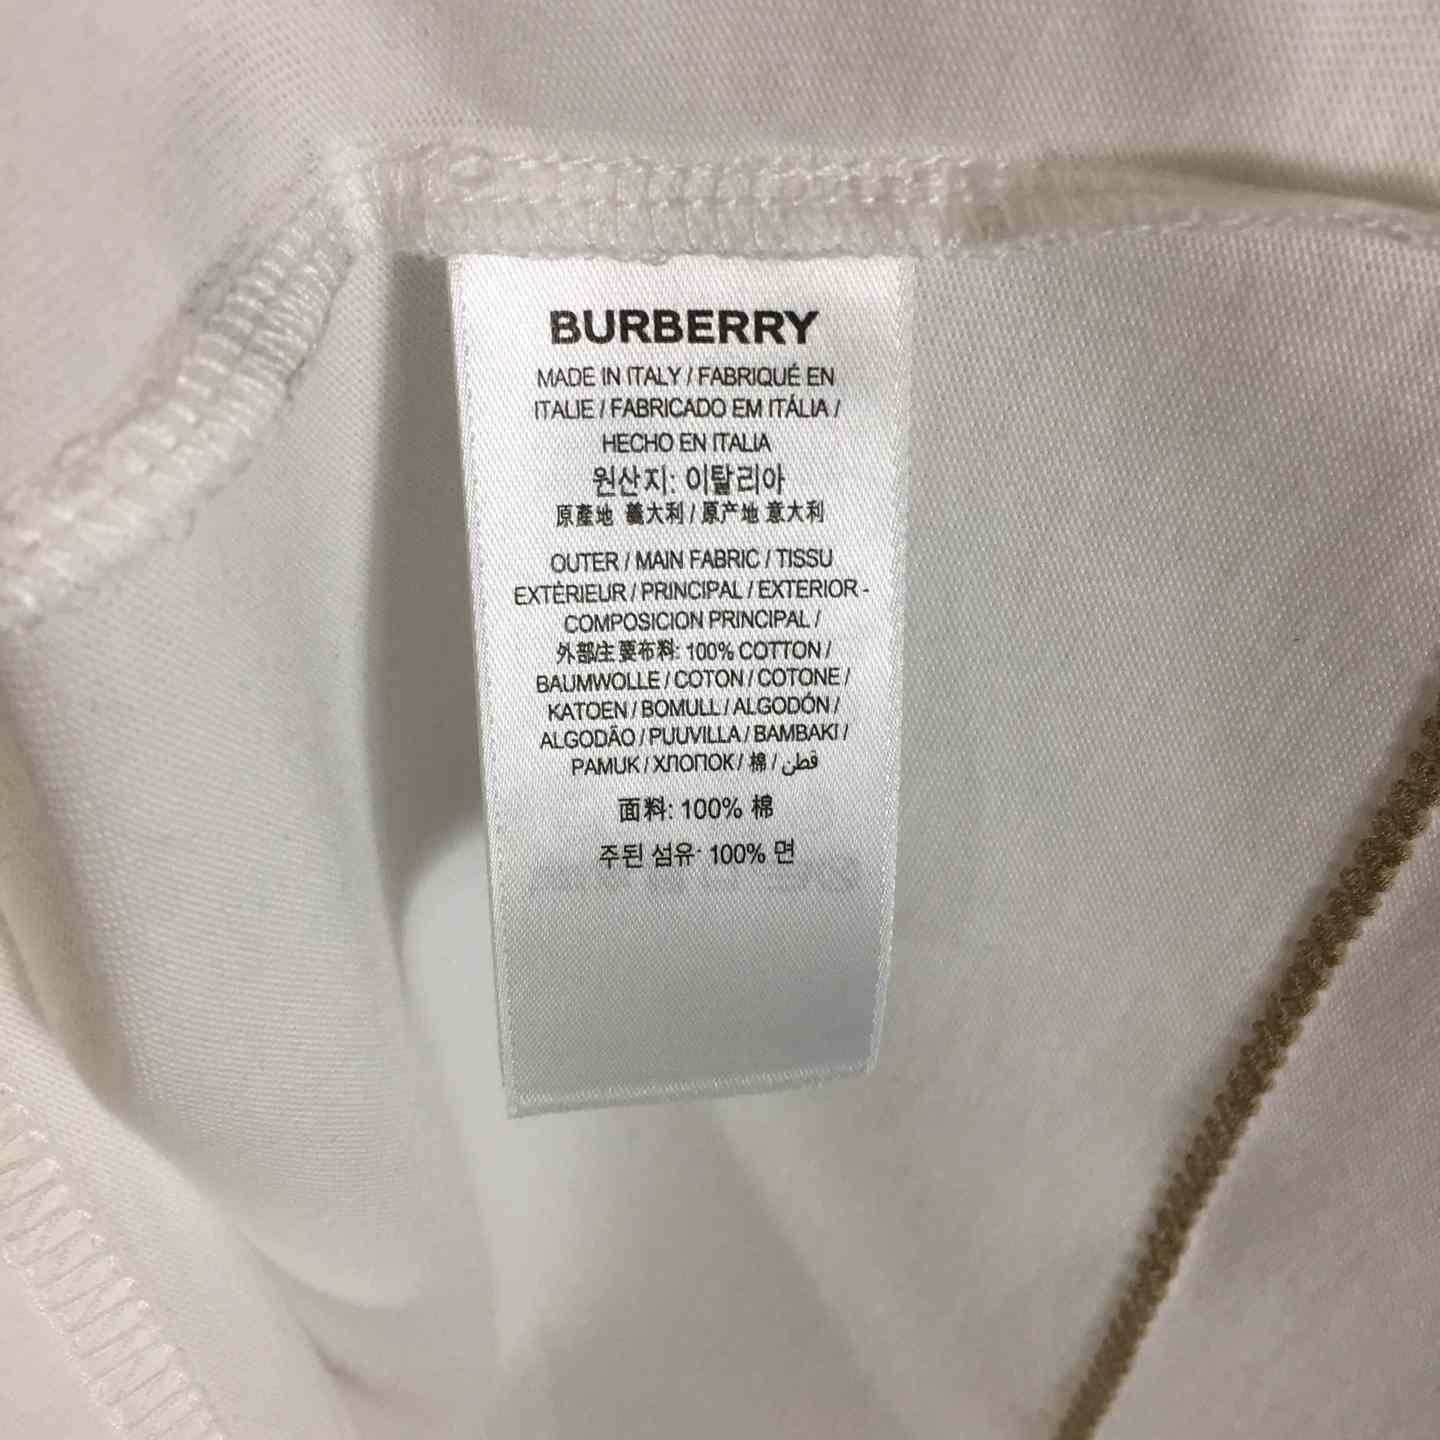 BURBERRY
MADE IN ITALY / FABRIQUÉ EN
ITALIE / FABRICADO EM ITÁLIA /
HECHO EN ITALIA
원산지: 이탈리아
原產地 義大利 / 原产地 意大利
OUTER / MAIN FABRIC / TISSU
EXTÉRIEUR / PRINCIPAL / EXTERIOR -
COMPOSICION PRINCIPAL /
外部主要布料: 100% COTTON /
BAUMWOLLE / COTON / COTONE /
KATOEN / BOMULL / ALGODÓN /
ALGODÃO / PUUVILLA / BAMBAKI /
PAMUK / ХЛОПОК / 棉 / قطن
面料: 100% 棉
주된 섬유: 100% 면